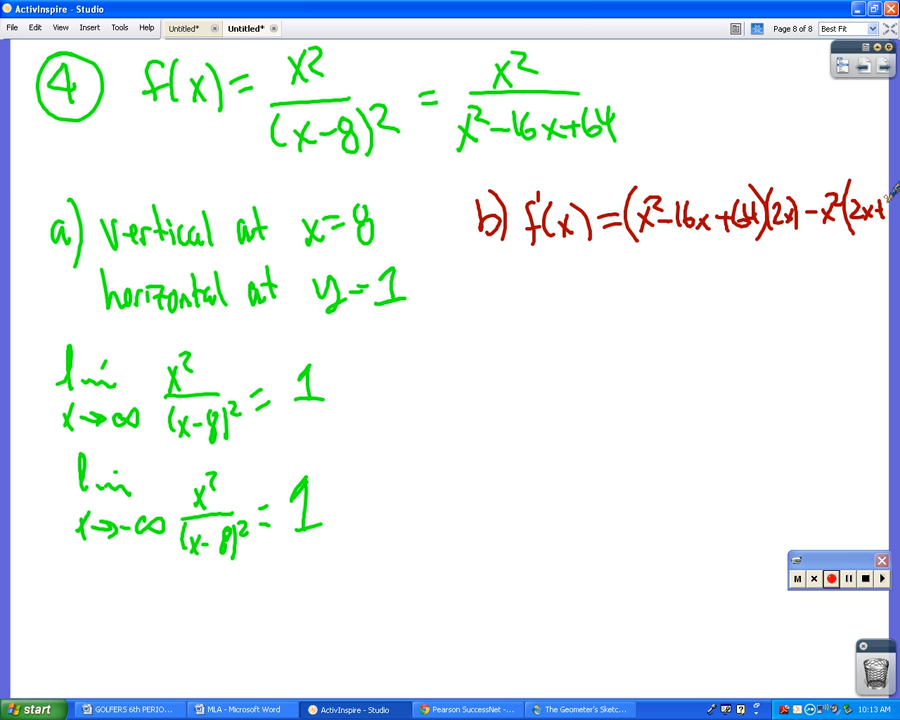 ActivInspire - Studio
File Edit View Insert Tools Help Untitled* Untitled* Page 8 of 8 Best Fit
④ f(x) = x²/(x-8)² = x²/(x²-16x+64)
a) vertical at x=8
horizontal at y=1
b) f'(x) = (x²-16x+64)(2x) - x²(2x+
lim x→∞ x²/(x-8)² = 1
lim x→-∞ x²/(x-8)² = 1
M
start GOLFERS 6th PERIO... MLA - Microsoft Word ActivInspire - Studio Pearson SuccessNet -... The Geometer's Sketc... 10:13 AM